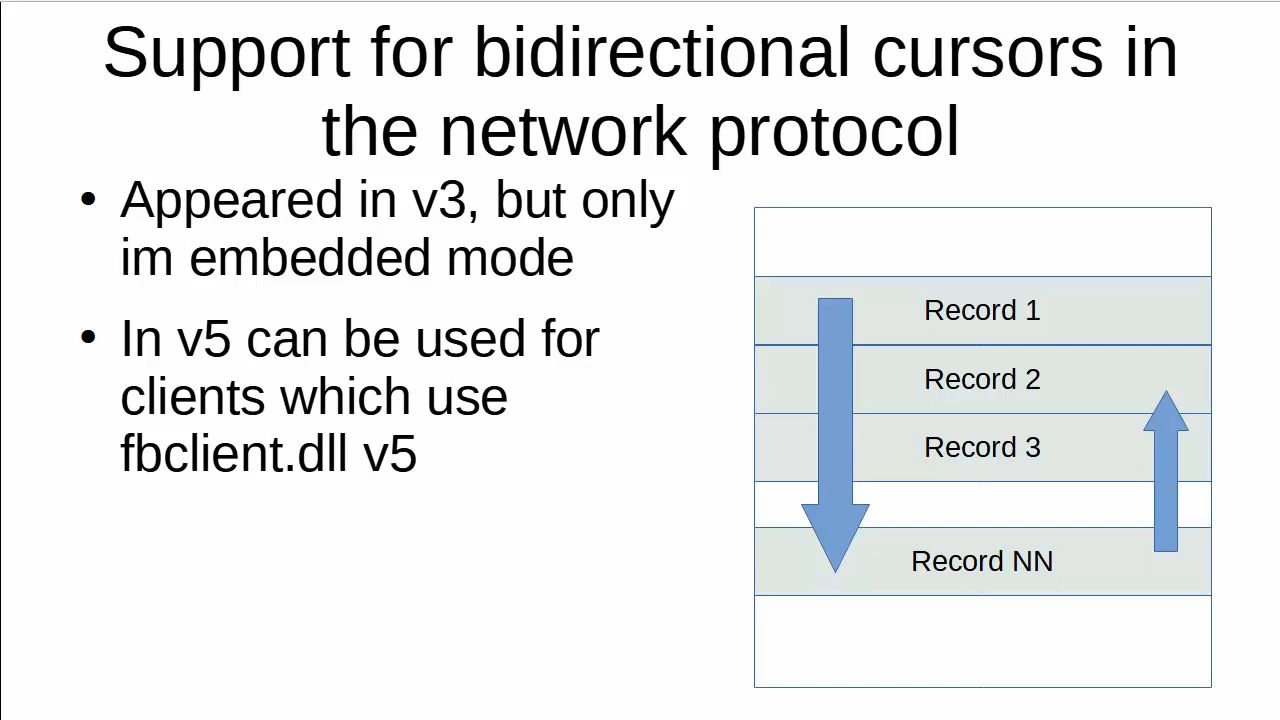 Support for bidirectional cursors in
the network protocol
• Appeared in v3, but only
im embedded mode
• In v5 can be used for
clients which use
fbclient.dll v5
Record 1
Record 2
Record 3
Record NN